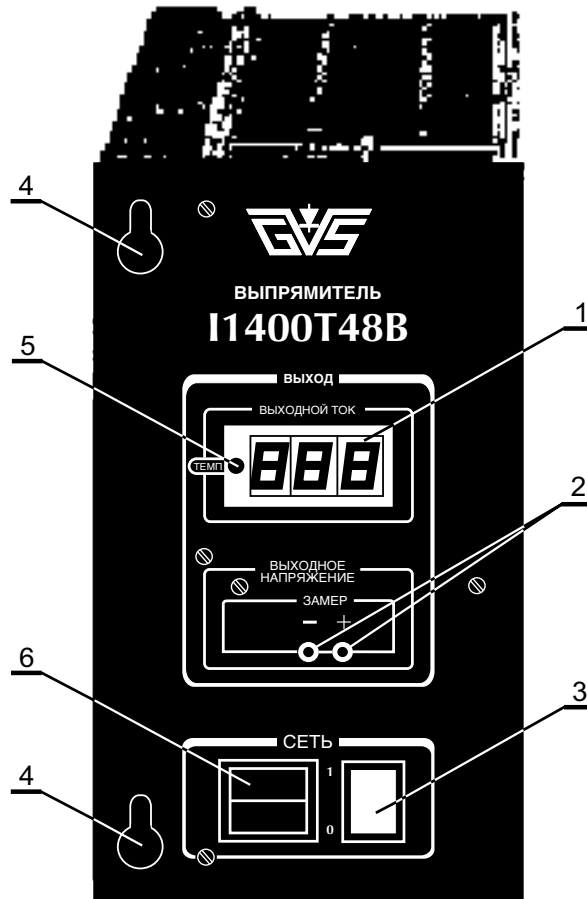 4
GVS
ВЫПРЯМИТЕЛЬ
I1400T48B
1
5
ВЫХОД
ВЫХОДНОЙ ТОК
ТЕМП
888
2
ВЫХОДНОЕ
НАПРЯЖЕНИЕ
ЗАМЕР
− +
6
3
СЕТЬ
1
0
4